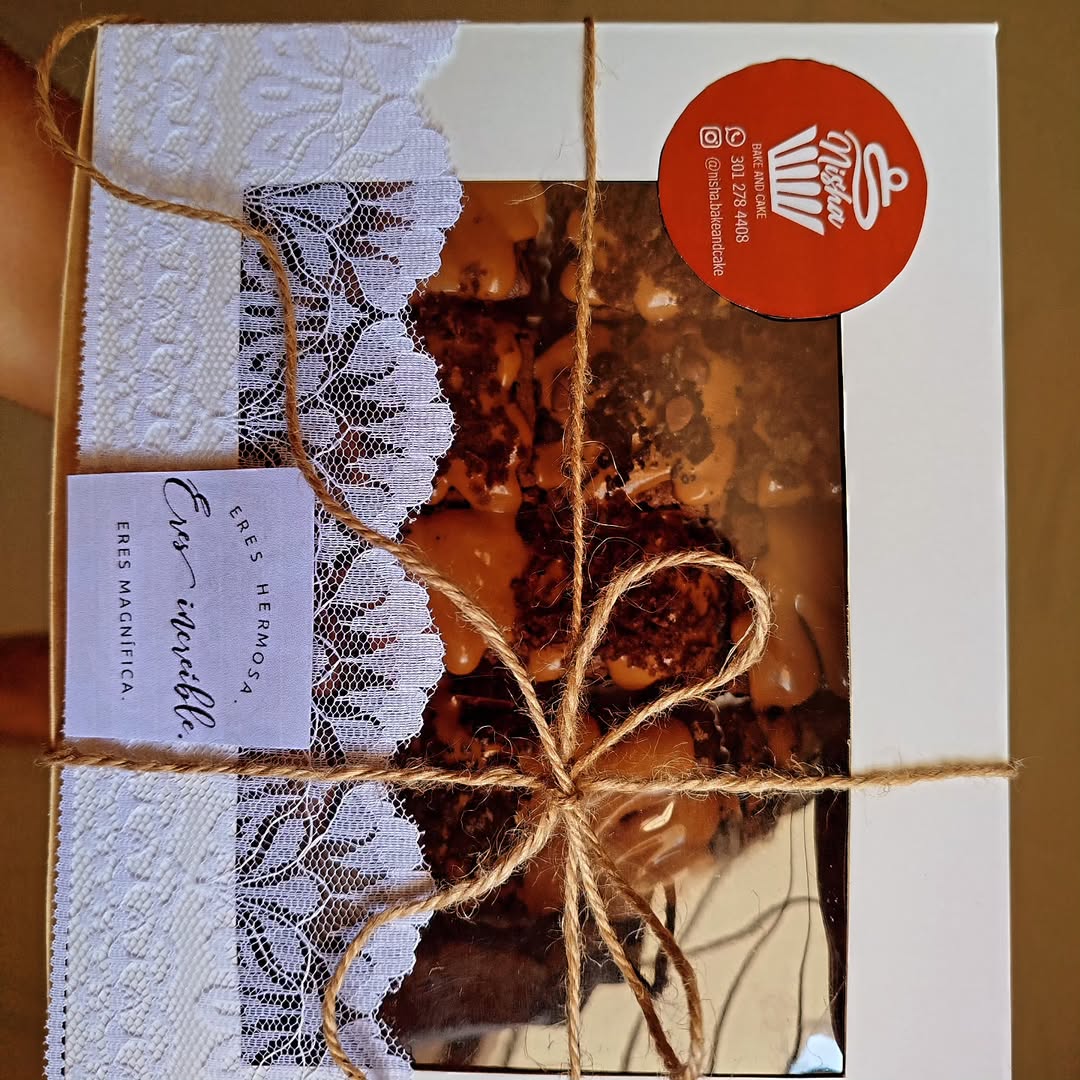 Nisha
BAKE AND CAKE
301 278 4408
@nisha.bakeandcake
ERES HERMOSA.
Eres increíble.
ERES MAGNÍFICA.